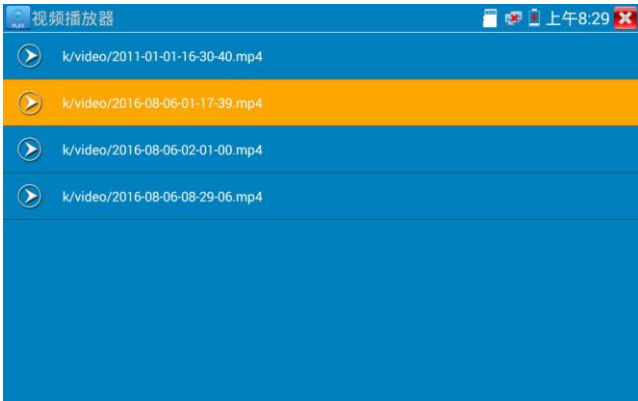 PLAY 视频播放器 上午8:29
k/video/2011-01-01-16-30-40.mp4
k/video/2016-08-06-01-17-39.mp4
k/video/2016-08-06-02-01-00.mp4
k/video/2016-08-06-08-29-06.mp4